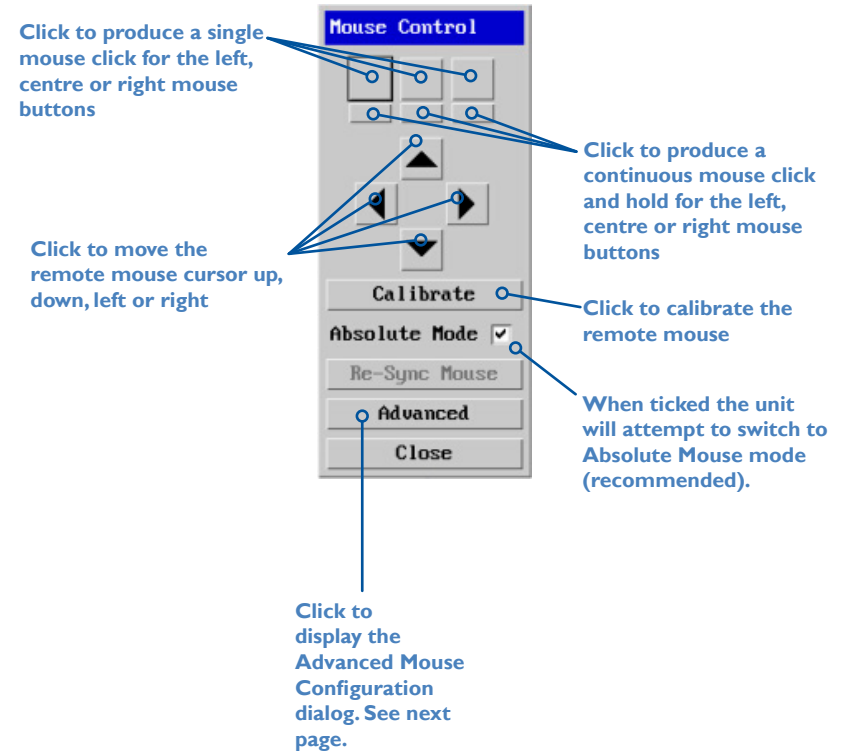 Mouse Control
Click to produce a single
mouse click for the left,
centre or right mouse
buttons
Click to produce a
continuous mouse click
and hold for the left,
centre or right mouse
buttons
Click to move the
remote mouse cursor up,
down, left or right
Calibrate
Click to calibrate the
remote mouse
Absolute Mode
When ticked the unit
will attempt to switch to
Absolute Mouse mode
(recommended).
Re-Sync Mouse
Advanced
Close
Click to
display the
Advanced Mouse
Configuration
dialog. See next
page.